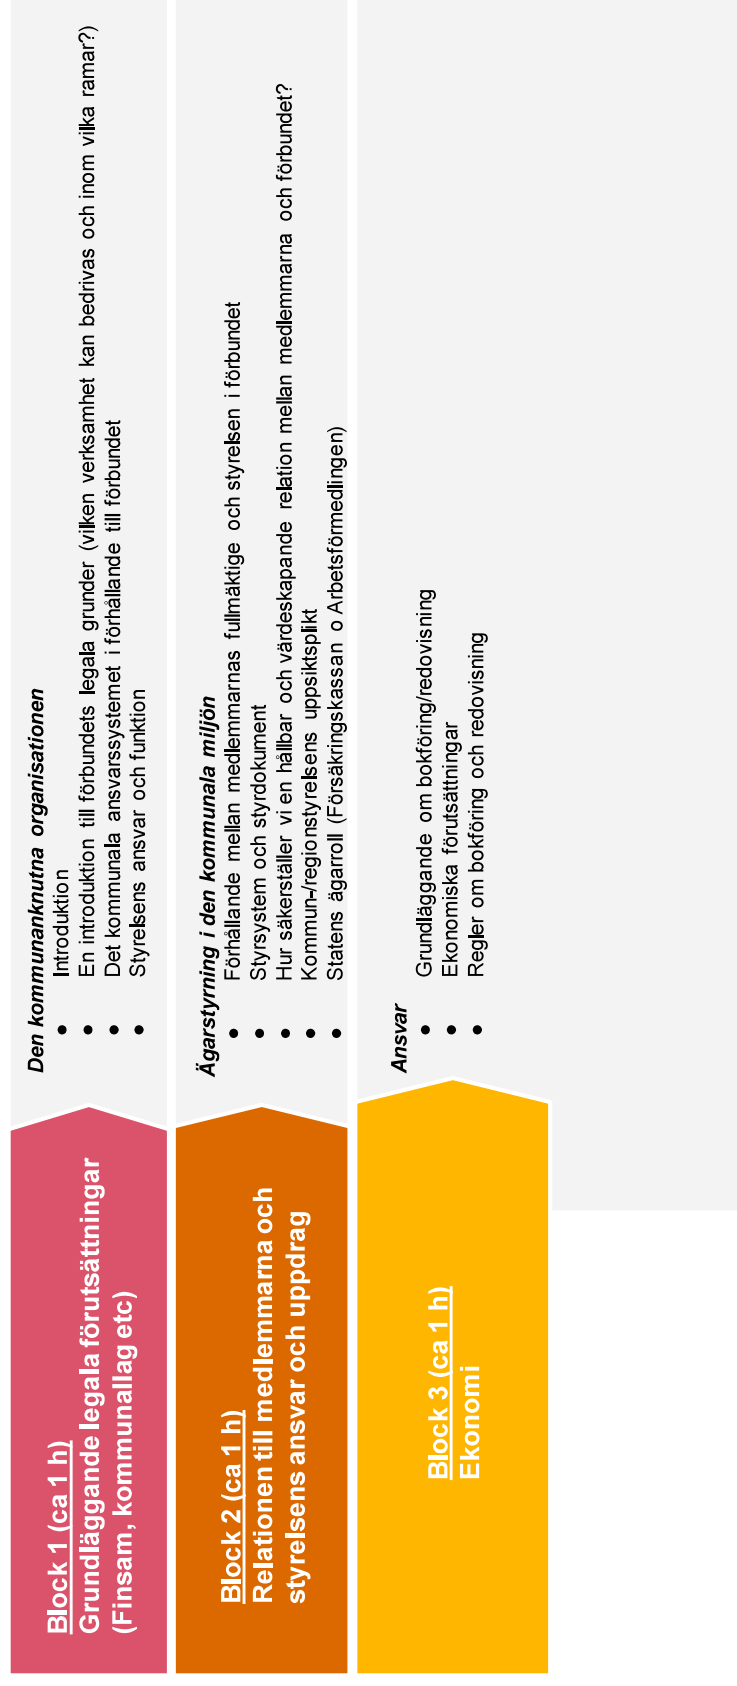 Block 1 (ca 1 h)
Grundläggande legala förutsättningar
(Finsam, kommunallag etc)
Den kommunanknutna organisationen
• Introduktion
• En introduktion till förbundets legala grunder (vilken verksamhet kan bedrivas och inom vilka ramar?)
• Det kommunala ansvarssystemet i förhållande till förbundet
• Styrelsens ansvar och funktion
Block 2 (ca 1 h)
Relationen till medlemmarna och
styrelsens ansvar och uppdrag
Ägarstyrning i den kommunala miljön
• Förhållande mellan medlemmarnas fullmäktige och styrelsen i förbundet
• Styrsystem och styrdokument
• Hur säkerställer vi en hållbar och värdeskapande relation mellan medlemmarna och förbundet?
• Kommun-/regionstyrelsens uppsiktsplikt
• Statens ägarroll (Försäkringskassan o Arbetsförmedlingen)
Block 3 (ca 1 h)
Ekonomi
Ansvar
• Grundläggande om bokföring/redovisning
• Ekonomiska förutsättningar
• Regler om bokföring och redovisning